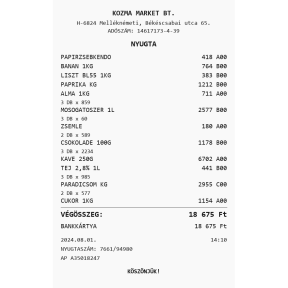 KOZMA MARKET BT.
H-6824 Melléknémeti, Békéscsabai utca 65.
ADÓSZÁM: 14617173-4-39
NYUGTA
PAPIRZSEBKENDO 418 A00
BANAN 1KG 764 B00
LISZT BL55 1KG 383 B00
PAPRIKA KG 1212 B00
ALMA 1KG 711 A00
3 DB x 859
MOSOGATOSZER 1L 2577 B00
3 DB x 60
ZSEMLE 180 A00
2 DB x 589
CSOKOLADE 100G 1178 B00
3 DB x 2234
KAVE 250G 6702 A00
TEJ 2,8% 1L 441 B00
3 DB x 985
PARADICSOM KG 2955 C00
2 DB x 577
CUKOR 1KG 1154 A00
VÉGÖSSZEG: 18 675 Ft
BANKKÁRTYA 18 675 Ft
2024.08.01. 14:10
NYUGTASZÁM: 7661/94980
AP A35018247
KÖSZÖNJÜK!